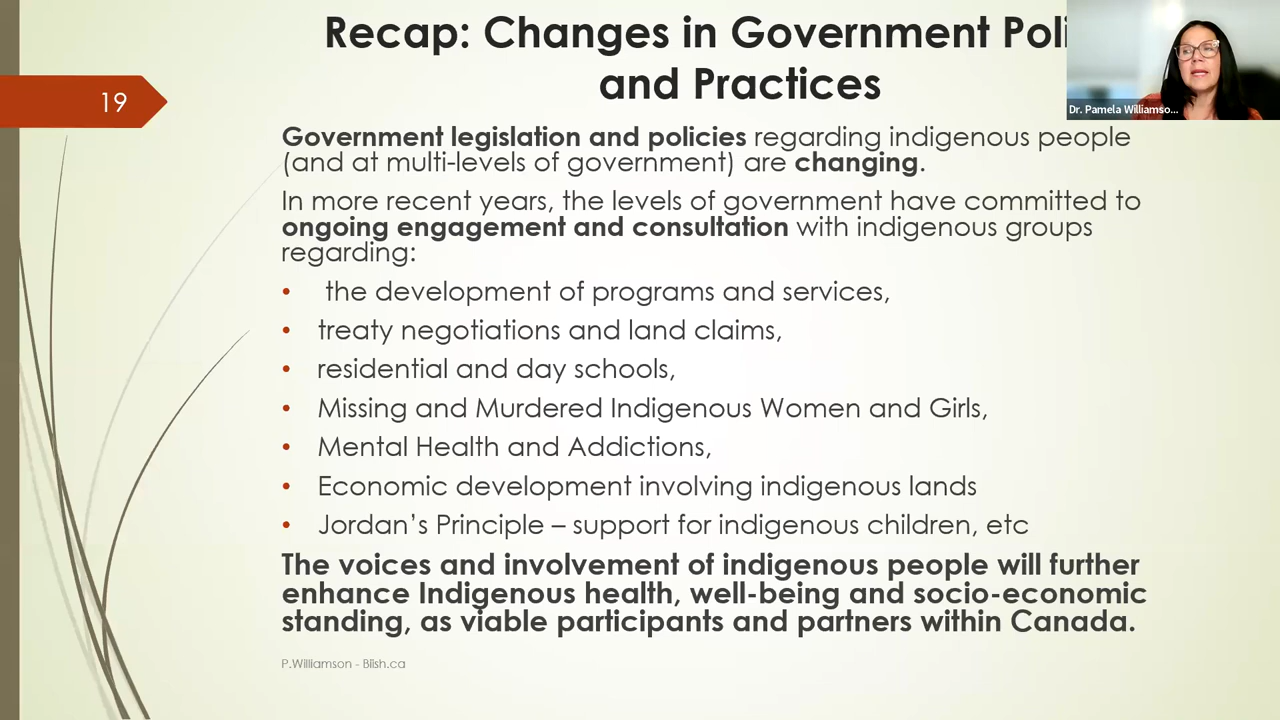 Recap: Changes in Government Poli
and Practices
19
Dr. Pamela Williamso...
Government legislation and policies regarding indigenous people
(and at multi-levels of government) are changing.
In more recent years, the levels of government have committed to
ongoing engagement and consultation with indigenous groups
regarding:
• the development of programs and services,
• treaty negotiations and land claims,
• residential and day schools,
• Missing and Murdered Indigenous Women and Girls,
• Mental Health and Addictions,
• Economic development involving indigenous lands
• Jordan’s Principle – support for indigenous children, etc
The voices and involvement of indigenous people will further
enhance Indigenous health, well-being and socio-economic
standing, as viable participants and partners within Canada.
P.Williamson - Biish.ca